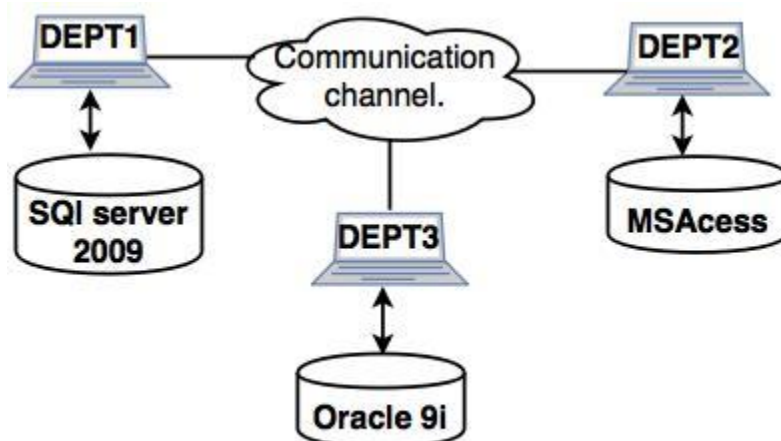 DEPT1
Communication
channel.
DEPT2
SQl server
2009
DEPT3
MSAcess
Oracle 9i